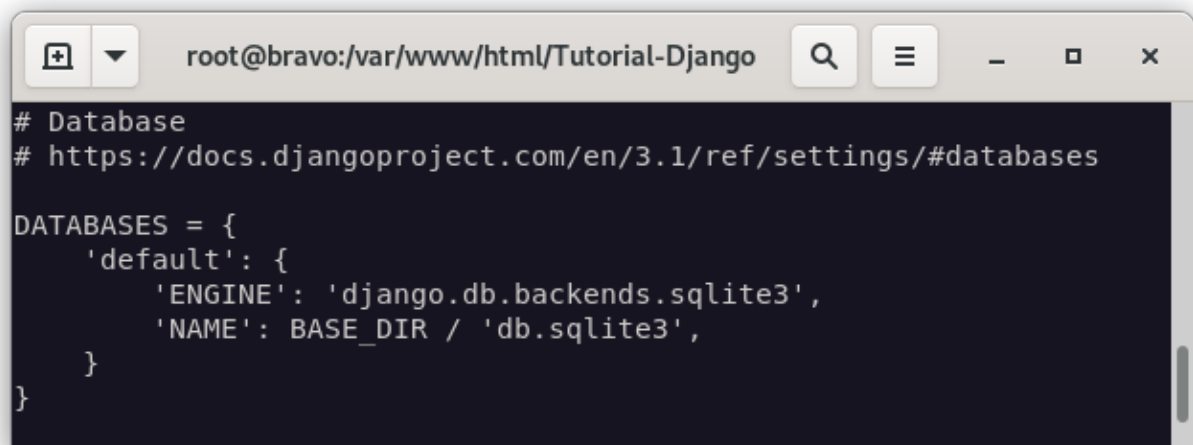 root@bravo:/var/www/html/Tutorial-Django
# Database
# https://docs.djangoproject.com/en/3.1/ref/settings/#databases
DATABASES = {
    'default': {
        'ENGINE': 'django.db.backends.sqlite3',
        'NAME': BASE_DIR / 'db.sqlite3',
    }
}